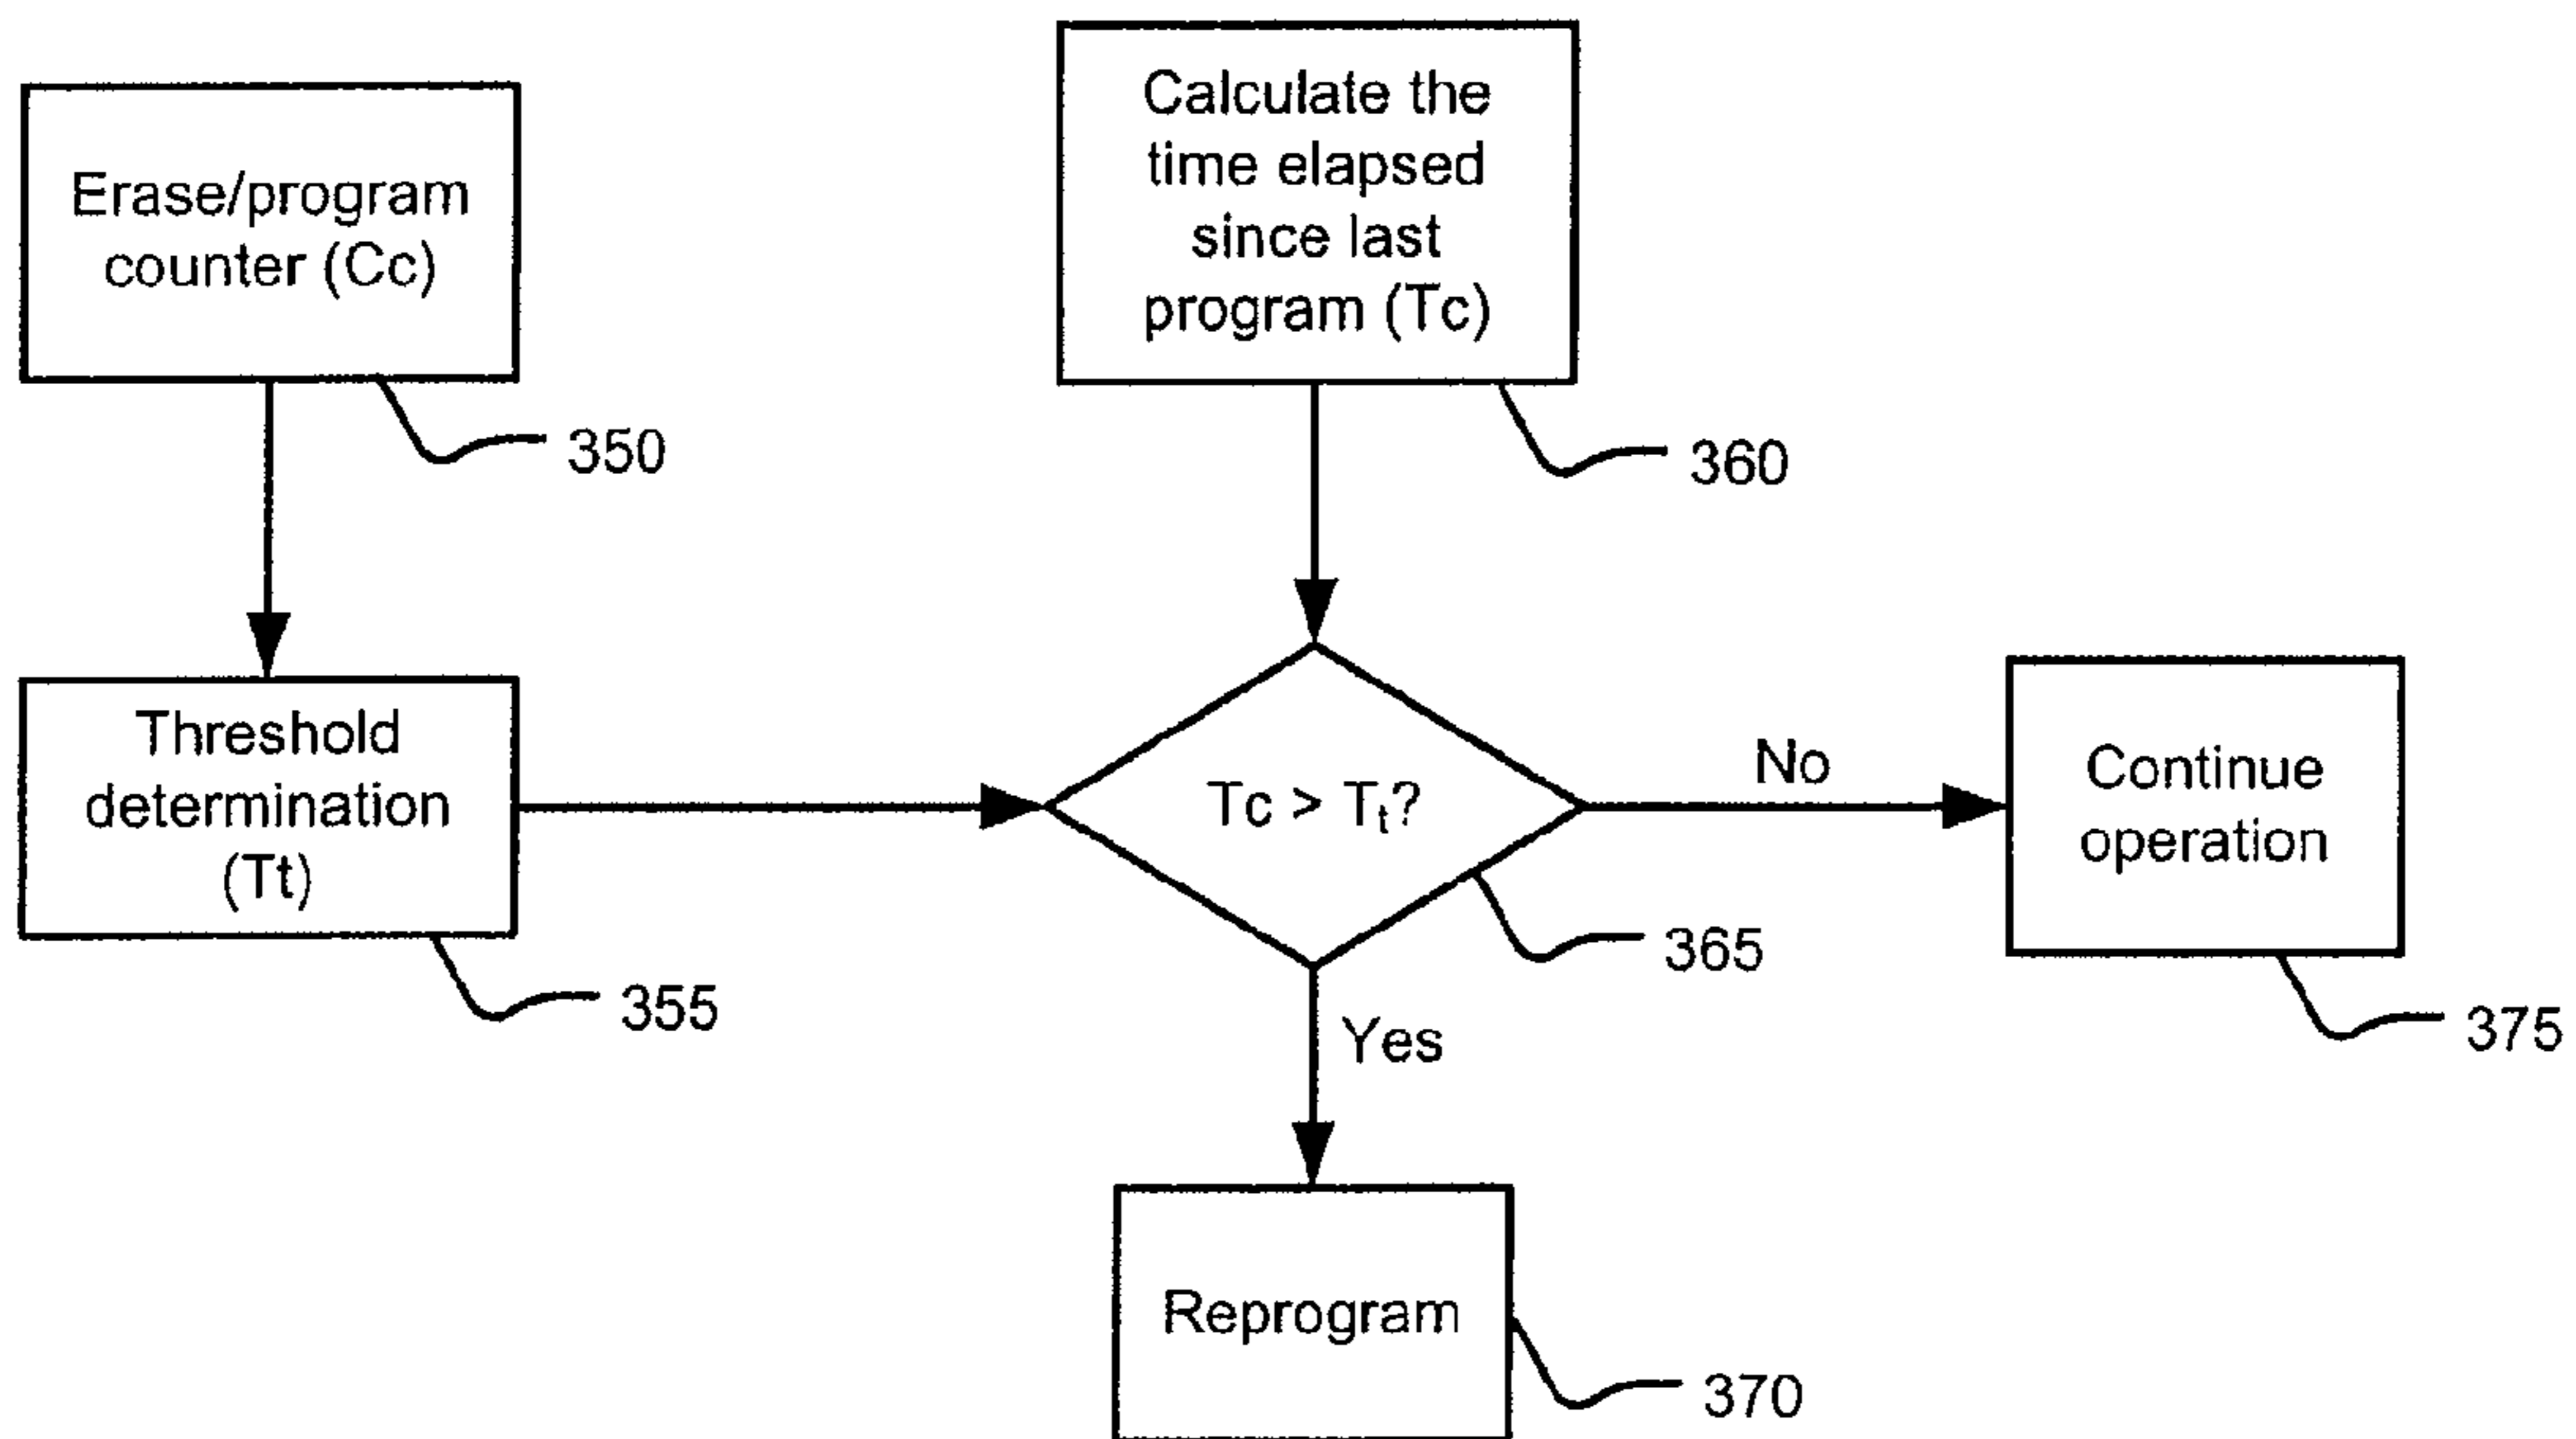 Erase/program
counter (Cc)
350
Calculate the
time elapsed
since last
program (Tc)
360
Threshold
determination
(Tt)
355
Tc > Tₜ?
365
No
Continue
operation
375
Yes
Reprogram
370